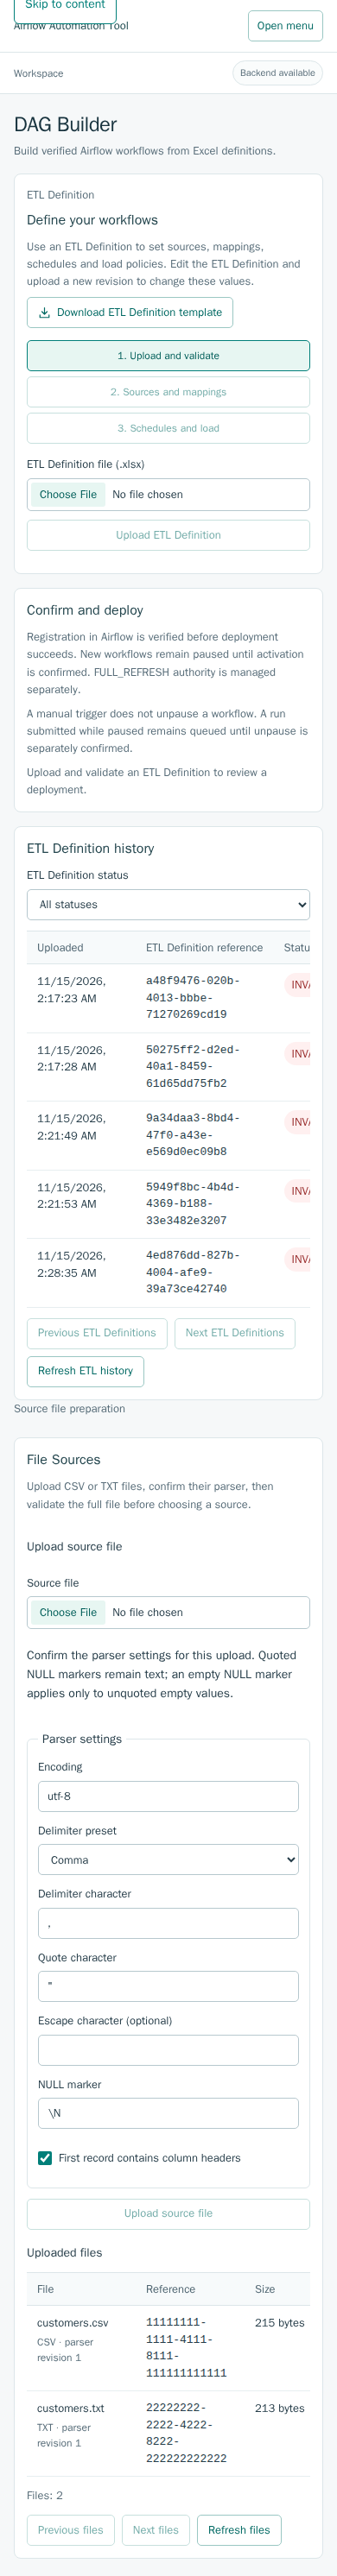 Skip to content
Airflow Automation Tool
Open menu
Workspace
Backend available
DAG Builder
Build verified Airflow workflows from Excel definitions.
ETL Definition
Define your workflows
Use an ETL Definition to set sources, mappings,
schedules and load policies. Edit the ETL Definition and
upload a new revision to change these values.
Download ETL Definition template
1. Upload and validate
2. Sources and mappings
3. Schedules and load
ETL Definition file (.xlsx)
Choose File No file chosen
Upload ETL Definition
Confirm and deploy
Registration in Airflow is verified before deployment
succeeds. New workflows remain paused until activation
is confirmed. FULL_REFRESH authority is managed
separately.
A manual trigger does not unpause a workflow. A run
submitted while paused remains queued until unpause is
separately confirmed.
Upload and validate an ETL Definition to review a
deployment.
ETL Definition history
ETL Definition status
All statuses
Uploaded ETL Definition reference Statu
11/15/2026, 2:17:23 AM
a48f9476-020b-
4013-bbbe-
71270269cd19
INVA
11/15/2026, 2:17:28 AM
50275ff2-d2ed-
40a1-8459-
61d65dd75fb2
INVA
11/15/2026, 2:21:49 AM
9a34daa3-8bd4-
47f0-a43e-
e569d0ec09b8
INVA
11/15/2026, 2:21:53 AM
5949f8bc-4b4d-
4369-b188-
33e3482e3207
INVA
11/15/2026, 2:28:35 AM
4ed876dd-827b-
4004-afe9-
39a73ce42740
INVA
Previous ETL Definitions Next ETL Definitions
Refresh ETL history
Source file preparation
File Sources
Upload CSV or TXT files, confirm their parser, then
validate the full file before choosing a source.
Upload source file
Source file
Choose File No file chosen
Confirm the parser settings for this upload. Quoted
NULL markers remain text; an empty NULL marker
applies only to unquoted empty values.
Parser settings
Encoding
utf-8
Delimiter preset
Comma
Delimiter character
,
Quote character
"
Escape character (optional)
NULL marker
\N
First record contains column headers
Upload source file
Uploaded files
File Reference Size
customers.csv
CSV · parser
revision 1
11111111-
1111-4111-
8111-
111111111111
215 bytes
customers.txt
TXT · parser
revision 1
22222222-
2222-4222-
8222-
222222222222
213 bytes
Files: 2
Previous files Next files Refresh files